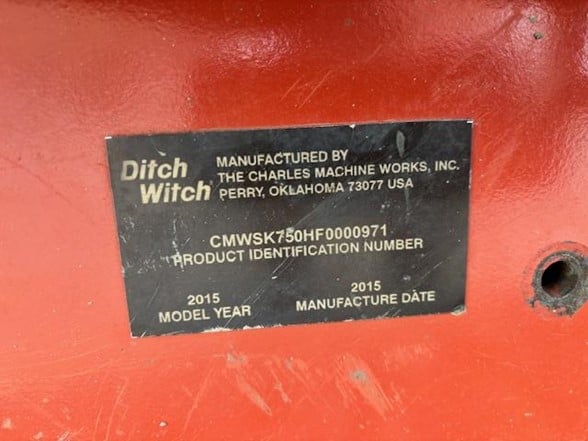 Ditch
Witch
MANUFACTURED BY
THE CHARLES MACHINE WORKS, INC.
PERRY, OKLAHOMA 73077 USA
CMWSK750HF0000971
PRODUCT IDENTIFICATION NUMBER
2015
MODEL YEAR
2015
MANUFACTURE DATE